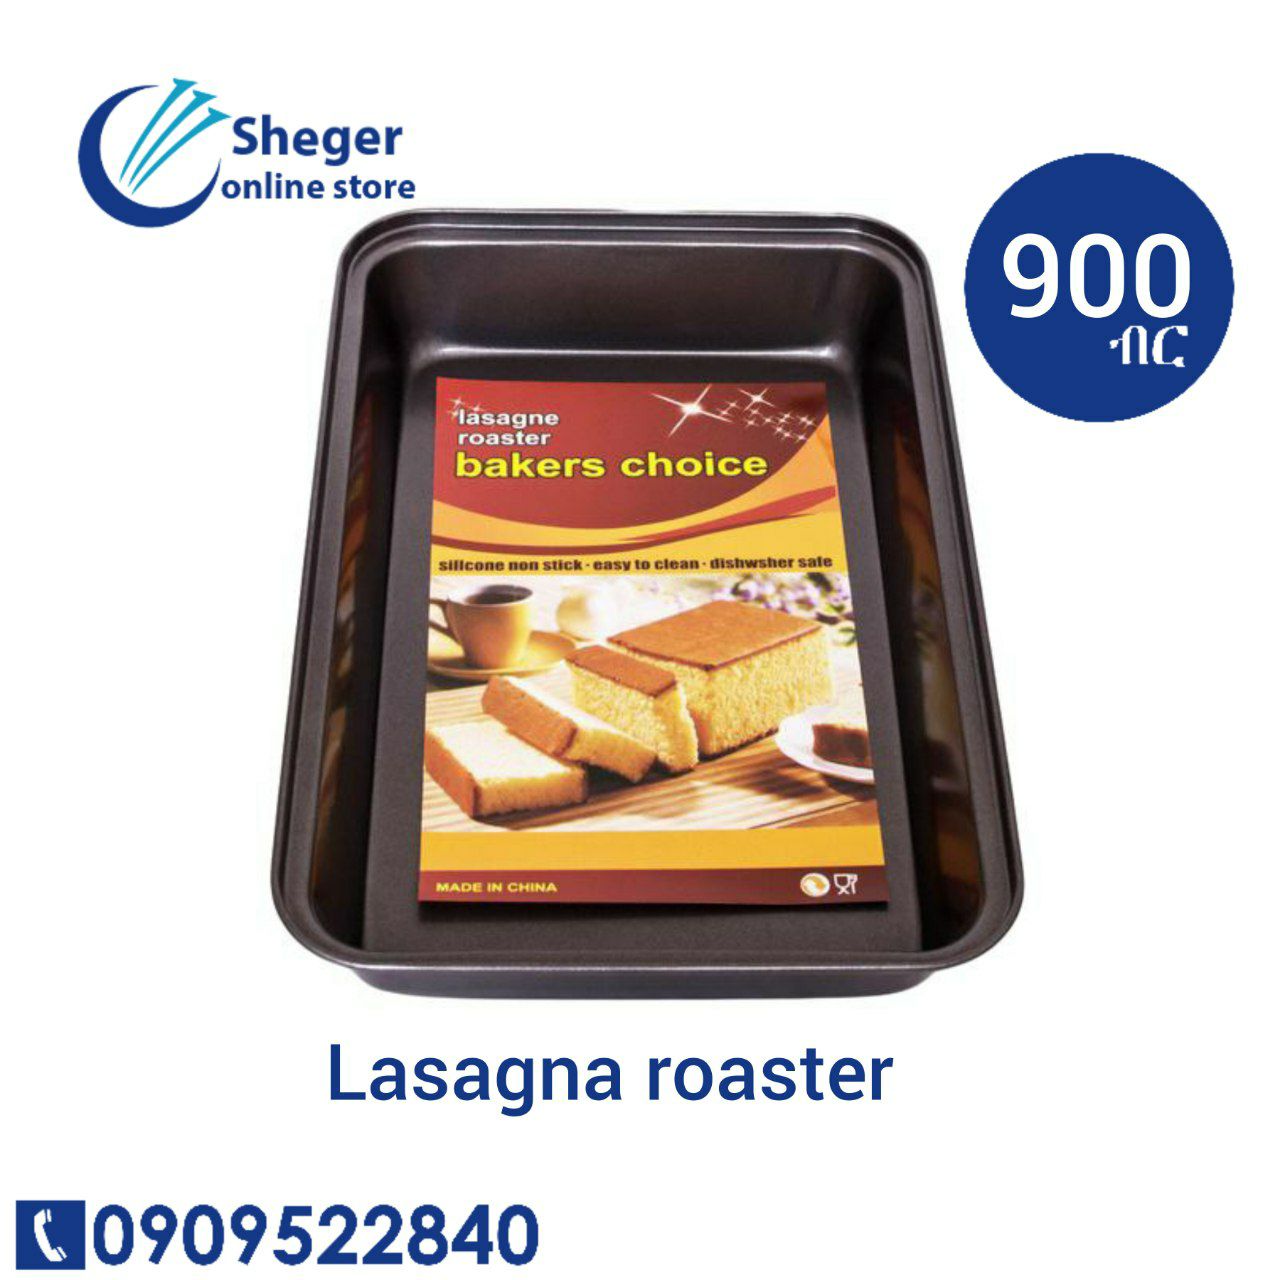 Sheger
online store
900
ብር
lasagne
roaster
bakers choice
silicone non stick · easy to clean · dishwsher safe
MADE IN CHINA
Lasagna roaster
0909522840